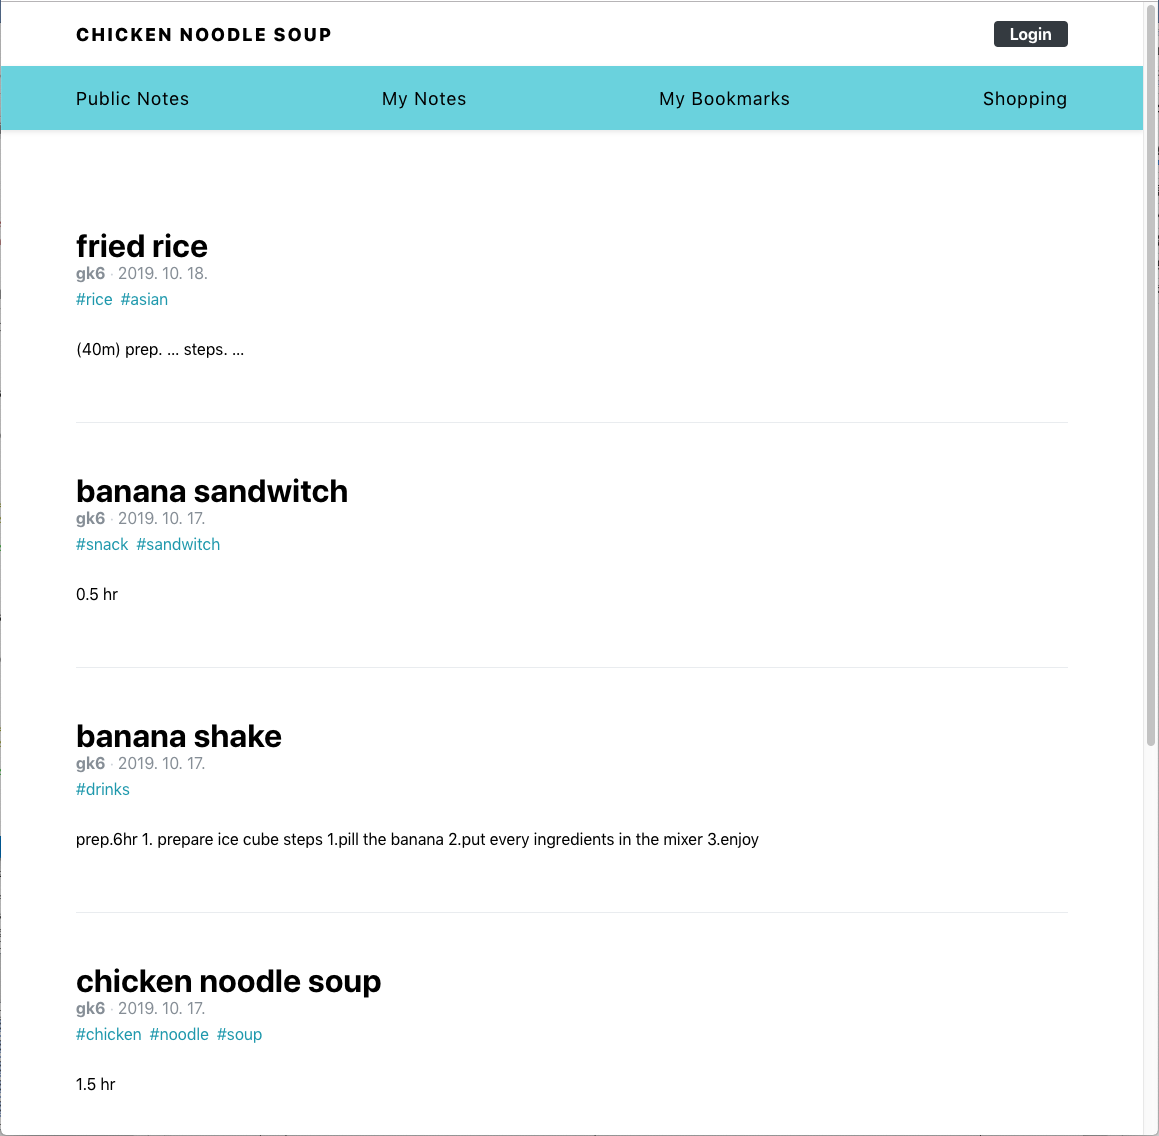 CHICKEN NOODLE SOUP
Login
Public Notes
My Notes
My Bookmarks
Shopping
fried rice
gk6 · 2019. 10. 18.
#rice #asian
(40m) prep. ... steps. ...
banana sandwitch
gk6 · 2019. 10. 17.
#snack #sandwitch
0.5 hr
banana shake
gk6 · 2019. 10. 17.
#drinks
prep.6hr 1. prepare ice cube steps 1.pill the banana 2.put every ingredients in the mixer 3.enjoy
chicken noodle soup
gk6 · 2019. 10. 17.
#chicken #noodle #soup
1.5 hr